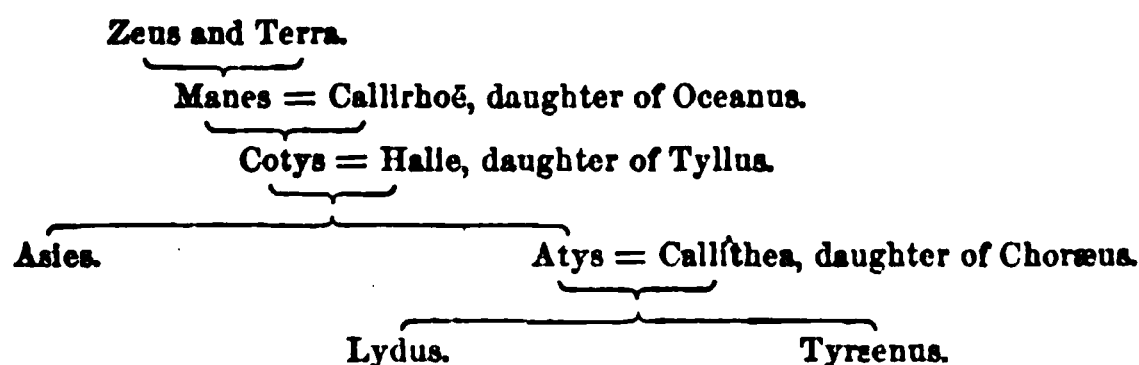 Zeus and Terra.
Manes = Callirhoë, daughter of Oceanus.
Cotys = Halie, daughter of Tyllus.
Asies. Atys = Callithea, daughter of Choræus.
Lydus. Tyrsenus.